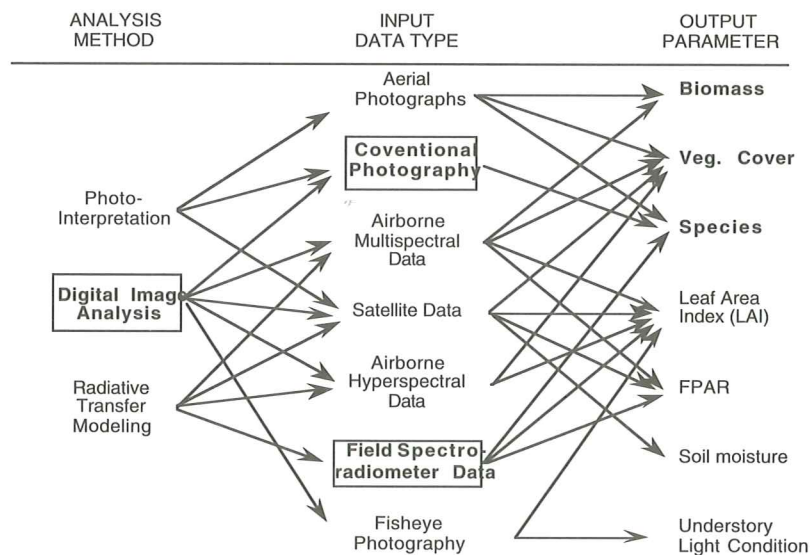 ANALYSIS
METHOD
INPUT
DATA TYPE
OUTPUT
PARAMETER
Photo-
Interpretation
Digital Image
Analysis
Radiative
Transfer
Modeling
Aerial
Photographs
Coventional
Photography
Airborne
Multispectral
Data
Satellite Data
Airborne
Hyperspectral
Data
Field Spectro-
radiometer Data
Fisheye
Photography
Biomass
Veg. Cover
Species
Leaf Area
Index (LAI)
FPAR
Soil moisture
Understory
Light Condition